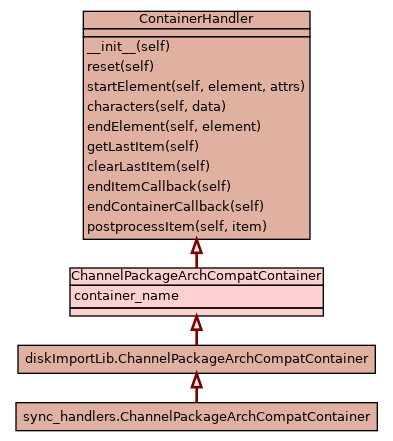 ContainerHandler
__init__(self)
reset(self)
startElement(self, element, attrs)
characters(self, data)
endElement(self, element)
getLastItem(self)
clearLastItem(self)
endItemCallback(self)
endContainerCallback(self)
postprocessItem(self, item)
ChannelPackageArchCompatContainer
container_name
diskImportLib.ChannelPackageArchCompatContainer
sync_handlers.ChannelPackageArchCompatContainer